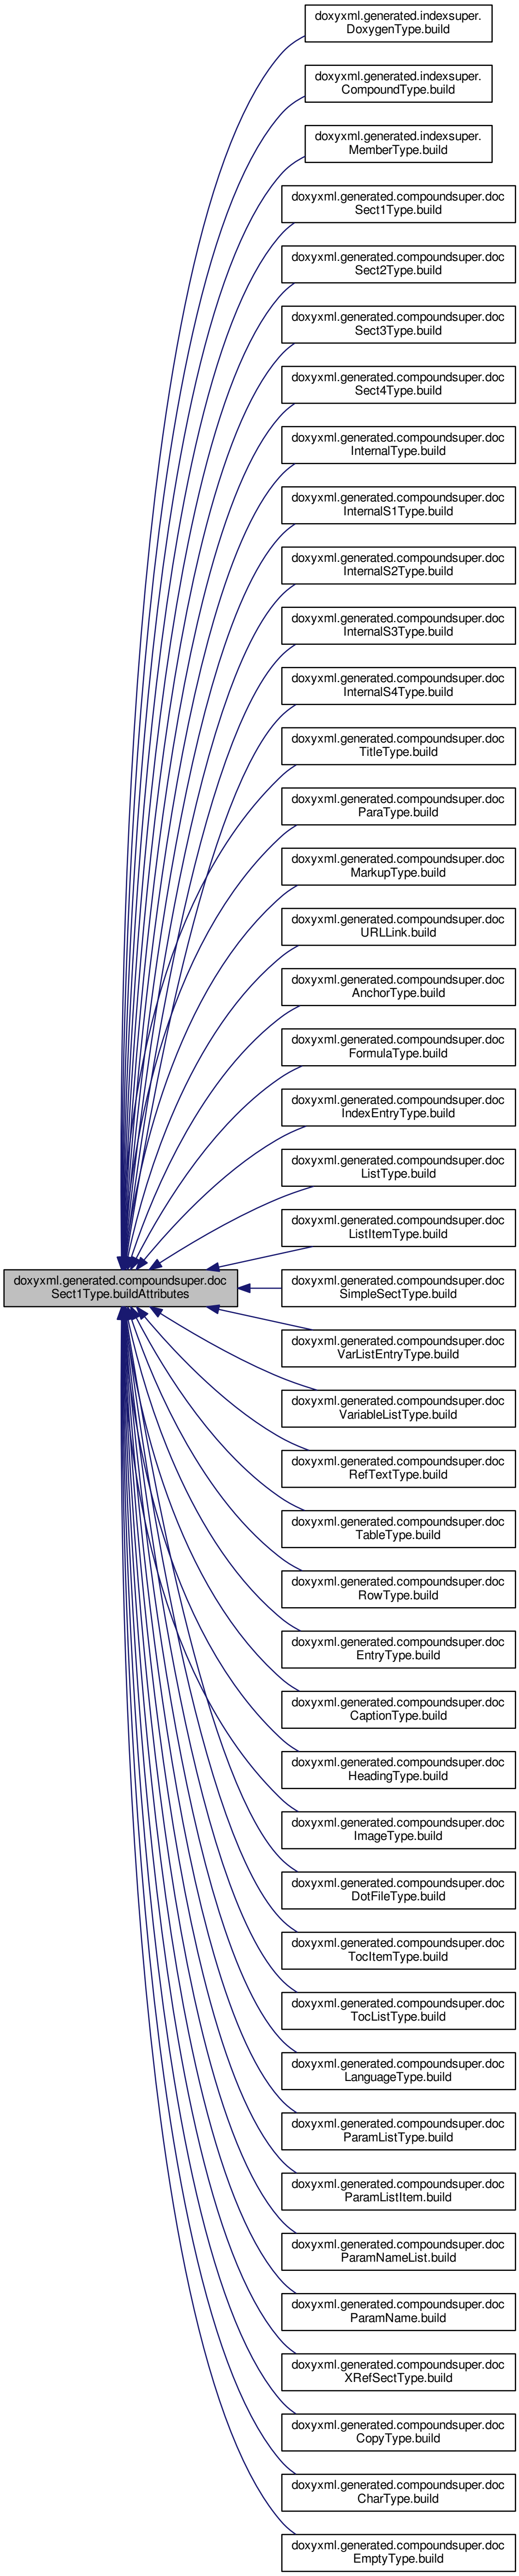 doxyxml.generated.indexsuper.
DoxygenType.build
doxyxml.generated.indexsuper.
CompoundType.build
doxyxml.generated.indexsuper.
MemberType.build
doxyxml.generated.compoundsuper.doc
Sect1Type.build
doxyxml.generated.compoundsuper.doc
Sect2Type.build
doxyxml.generated.compoundsuper.doc
Sect3Type.build
doxyxml.generated.compoundsuper.doc
Sect4Type.build
doxyxml.generated.compoundsuper.doc
InternalType.build
doxyxml.generated.compoundsuper.doc
InternalS1Type.build
doxyxml.generated.compoundsuper.doc
InternalS2Type.build
doxyxml.generated.compoundsuper.doc
InternalS3Type.build
doxyxml.generated.compoundsuper.doc
InternalS4Type.build
doxyxml.generated.compoundsuper.doc
TitleType.build
doxyxml.generated.compoundsuper.doc
ParaType.build
doxyxml.generated.compoundsuper.doc
MarkupType.build
doxyxml.generated.compoundsuper.doc
URLLink.build
doxyxml.generated.compoundsuper.doc
AnchorType.build
doxyxml.generated.compoundsuper.doc
FormulaType.build
doxyxml.generated.compoundsuper.doc
IndexEntryType.build
doxyxml.generated.compoundsuper.doc
ListType.build
doxyxml.generated.compoundsuper.doc
ListItemType.build
doxyxml.generated.compoundsuper.doc
Sect1Type.buildAttributes
doxyxml.generated.compoundsuper.doc
SimpleSectType.build
doxyxml.generated.compoundsuper.doc
VarListEntryType.build
doxyxml.generated.compoundsuper.doc
VariableListType.build
doxyxml.generated.compoundsuper.doc
RefTextType.build
doxyxml.generated.compoundsuper.doc
TableType.build
doxyxml.generated.compoundsuper.doc
RowType.build
doxyxml.generated.compoundsuper.doc
EntryType.build
doxyxml.generated.compoundsuper.doc
CaptionType.build
doxyxml.generated.compoundsuper.doc
HeadingType.build
doxyxml.generated.compoundsuper.doc
ImageType.build
doxyxml.generated.compoundsuper.doc
DotFileType.build
doxyxml.generated.compoundsuper.doc
TocItemType.build
doxyxml.generated.compoundsuper.doc
TocListType.build
doxyxml.generated.compoundsuper.doc
LanguageType.build
doxyxml.generated.compoundsuper.doc
ParamListType.build
doxyxml.generated.compoundsuper.doc
ParamListItem.build
doxyxml.generated.compoundsuper.doc
ParamNameList.build
doxyxml.generated.compoundsuper.doc
ParamName.build
doxyxml.generated.compoundsuper.doc
XRefSectType.build
doxyxml.generated.compoundsuper.doc
CopyType.build
doxyxml.generated.compoundsuper.doc
CharType.build
doxyxml.generated.compoundsuper.doc
EmptyType.build